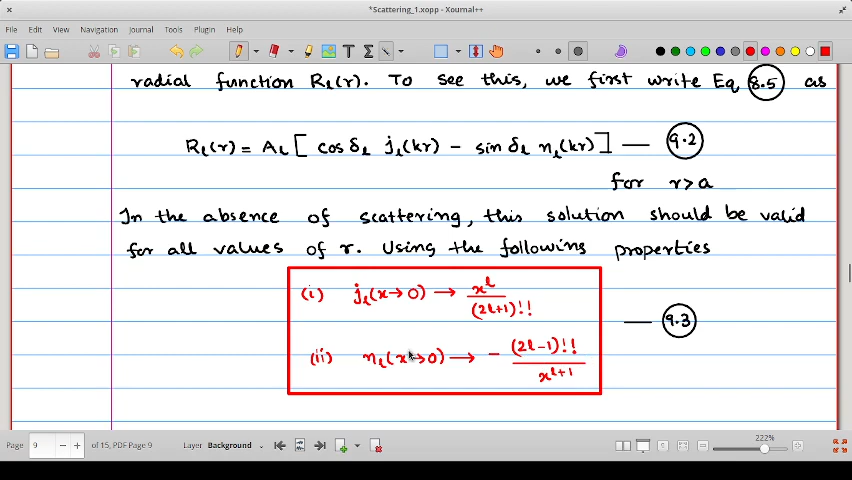 *Scattering_1.xopp - Xournal++
File Edit View Navigation Journal Tools Plugin Help
radial function Rₗ(r). To see this, we first write Eq 8.5 as
Rₗ(r) = Aₗ [ cos δₗ jₗ(kr) - sin δₗ nₗ(kr) ] — 9.2
for r>a
In the absence of scattering, this solution should be valid
for all values of r. Using the following properties
(i) jₗ(x→0) → xˡ / (2l+1)!!
— 9.3
(ii) nₗ(x→0) → - (2l-1)!! / xˡ⁺¹
Page 9 of 15, PDF Page 9 Layer Background 222%